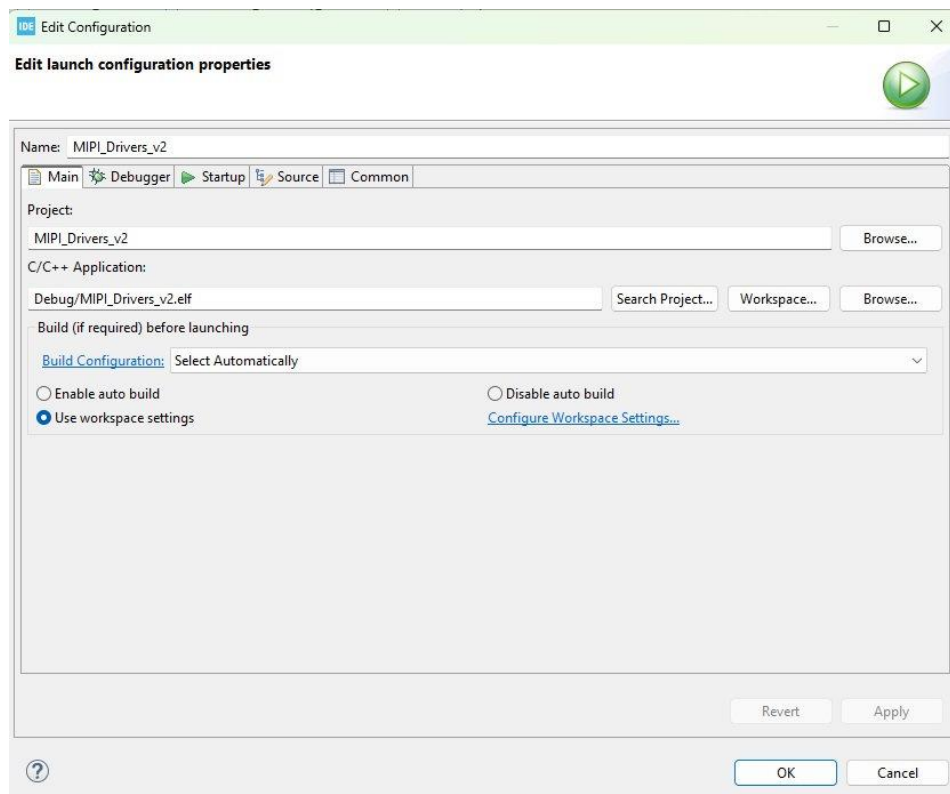 IDE Edit Configuration
Edit launch configuration properties
Name: MIPI_Drivers_v2
Main Debugger Startup Source Common
Project:
MIPI_Drivers_v2 Browse...
C/C++ Application:
Debug/MIPI_Drivers_v2.elf Search Project... Workspace... Browse...
Build (if required) before launching
Build Configuration: Select Automatically
Enable auto build Disable auto build
Use workspace settings Configure Workspace Settings...
Revert Apply
? OK Cancel